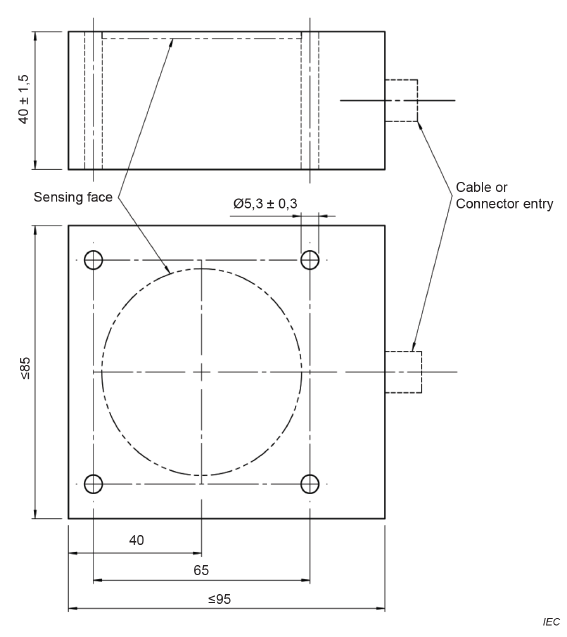 40 ± 1,5
Sensing face
Ø5,3 ± 0,3
Cable or
Connector entry
≤85
40
65
≤95
IEC